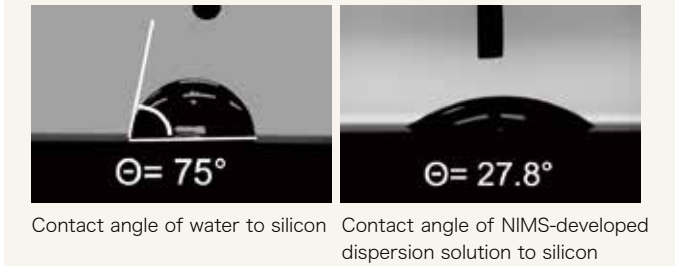 Θ= 75°
Θ= 27.8°
Contact angle of water to silicon
Contact angle of NIMS-developed
dispersion solution to silicon